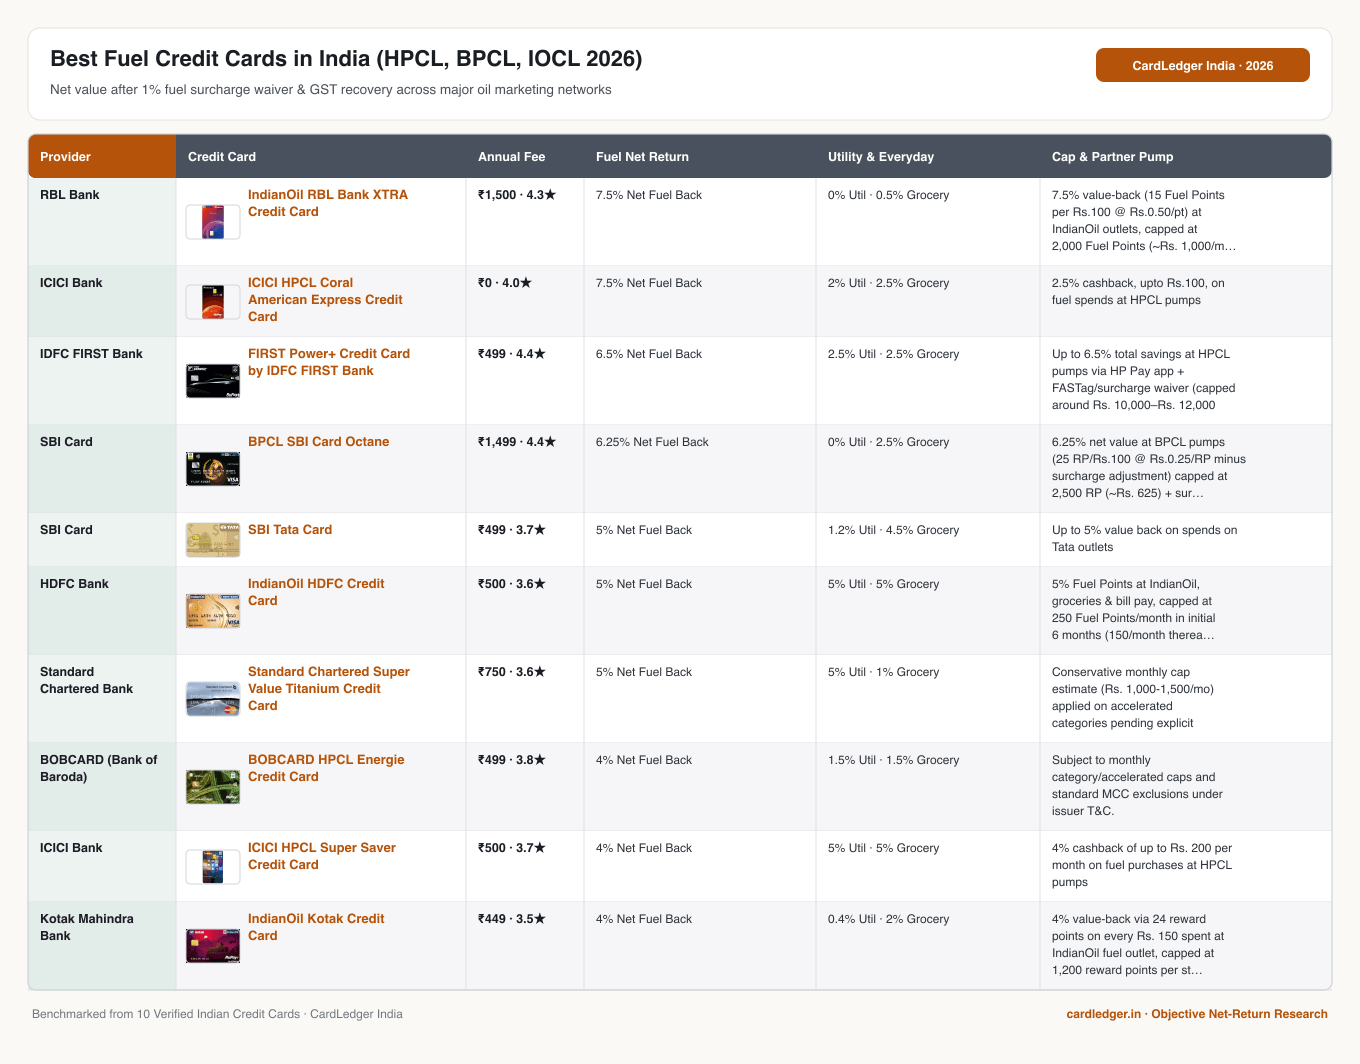 Best Fuel Credit Cards in India (HPCL, BPCL, IOCL 2026)
Net value after 1% fuel surcharge waiver & GST recovery across major oil marketing networks
CardLedger India · 2026
Provider
Credit Card
Annual Fee
Fuel Net Return
Utility & Everyday
Cap & Partner Pump
RBL Bank
IndianOil RBL Bank XTRA
Credit Card
₹1,500 · 4.3★
7.5% Net Fuel Back
0% Util · 0.5% Grocery
7.5% value-back (15 Fuel Points
per Rs.100 @ Rs.0.50/pt) at
IndianOil outlets, capped at
2,000 Fuel Points (~Rs. 1,000/m…
ICICI Bank
ICICI HPCL Coral
American Express Credit
Card
₹0 · 4.0★
7.5% Net Fuel Back
2% Util · 2.5% Grocery
2.5% cashback, upto Rs.100, on
fuel spends at HPCL pumps
IDFC FIRST Bank
FIRST Power+ Credit Card
by IDFC FIRST Bank
₹499 · 4.4★
6.5% Net Fuel Back
2.5% Util · 2.5% Grocery
Up to 6.5% total savings at HPCL
pumps via HP Pay app +
FASTag/surcharge waiver (capped
around Rs. 10,000–Rs. 12,000
SBI Card
BPCL SBI Card Octane
₹1,499 · 4.4★
6.25% Net Fuel Back
0% Util · 2.5% Grocery
6.25% net value at BPCL pumps
(25 RP/Rs.100 @ Rs.0.25/RP minus
surcharge adjustment) capped at
2,500 RP (~Rs. 625) + sur…
VISA
SBI Card
SBI Tata Card
₹499 · 3.7★
5% Net Fuel Back
1.2% Util · 4.5% Grocery
Up to 5% value back on spends on
Tata outlets
TATA
HDFC Bank
IndianOil HDFC Credit
Card
₹500 · 3.6★
5% Net Fuel Back
5% Util · 5% Grocery
5% Fuel Points at IndianOil,
groceries & bill pay, capped at
250 Fuel Points/month in initial
6 months (150/month therea…
VISA
Standard
Chartered Bank
Standard Chartered Super
Value Titanium Credit
Card
₹750 · 3.6★
5% Net Fuel Back
5% Util · 1% Grocery
Conservative monthly cap
estimate (Rs. 1,000-1,500/mo)
applied on accelerated
categories pending explicit
BOBCARD (Bank of
Baroda)
BOBCARD HPCL Energie
Credit Card
₹499 · 3.8★
4% Net Fuel Back
1.5% Util · 1.5% Grocery
Subject to monthly
category/accelerated caps and
standard MCC exclusions under
issuer T&C.
ICICI Bank
ICICI HPCL Super Saver
Credit Card
₹500 · 3.7★
4% Net Fuel Back
5% Util · 5% Grocery
4% cashback of up to Rs. 200 per
month on fuel purchases at HPCL
pumps
Kotak Mahindra
Bank
IndianOil Kotak Credit
Card
₹449 · 3.5★
4% Net Fuel Back
0.4% Util · 2% Grocery
4% value-back via 24 reward
points on every Rs. 150 spent at
IndianOil fuel outlet, capped at
1,200 reward points per st…
RuPay
Benchmarked from 10 Verified Indian Credit Cards · CardLedger India
cardledger.in · Objective Net-Return Research